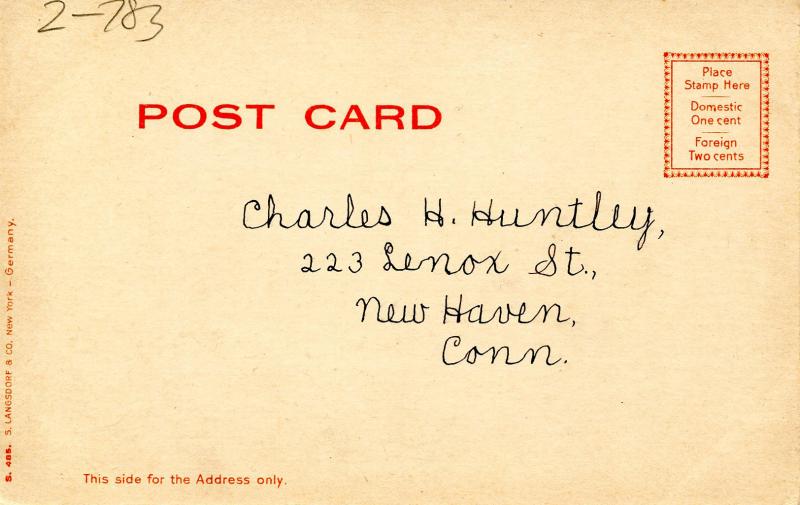 2-783
POST CARD
Place
Stamp Here
Domestic
One cent
Foreign
Two cents
Charles H. Huntley,
223 Lenox St.,
New Haven,
Conn.
S. 485. S. LANGSDORF & CO. New York - Germany.
This side for the Address only.